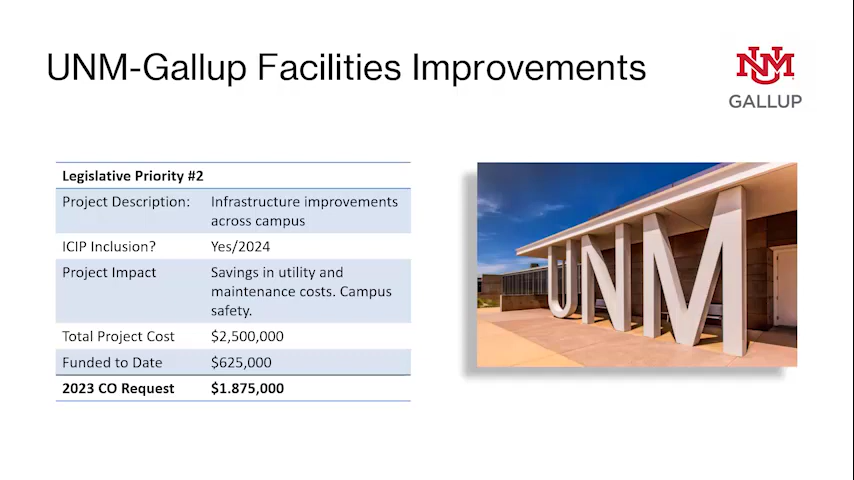 UNM-Gallup Facilities Improvements
UNM
GALLUP
Legislative Priority #2
Project Description: Infrastructure improvements
across campus
ICIP Inclusion? Yes/2024
Project Impact Savings in utility and
maintenance costs. Campus
safety.
Total Project Cost $2,500,000
Funded to Date $625,000
2023 CO Request $1.875,000
UNM